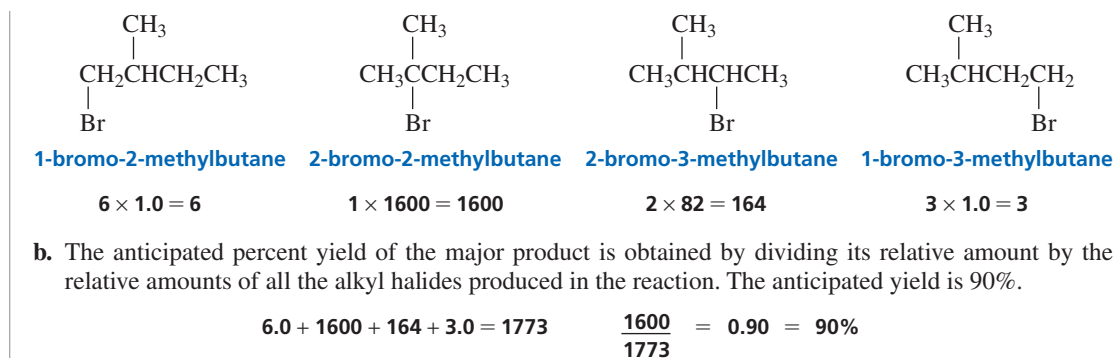 CH3 CH3 CH3 CH3
CH2CHCH2CH3 CH3CCH2CH3 CH3CHCHCH3 CH3CHCH2CH2
Br Br Br Br
1-bromo-2-methylbutane 2-bromo-2-methylbutane 2-bromo-3-methylbutane 1-bromo-3-methylbutane
6 × 1.0 = 6 1 × 1600 = 1600 2 × 82 = 164 3 × 1.0 = 3
b. The anticipated percent yield of the major product is obtained by dividing its relative amount by the
relative amounts of all the alkyl halides produced in the reaction. The anticipated yield is 90%.
6.0 + 1600 + 164 + 3.0 = 1773 1600 = 0.90 = 90%
1773